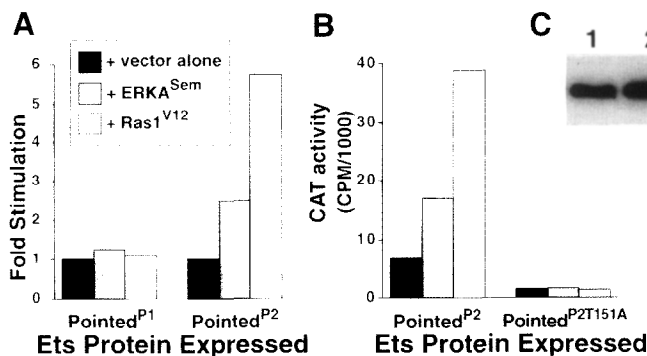 A
+ vector alone
+ ERKA^Sem
+ Ras1^V12
Fold Stimulation
6
5
4
3
2
1
0
Pointed^P1
Pointed^P2
Ets Protein Expressed
B
CAT activity
(CPM/1000)
40
30
20
10
0
Pointed^P2
Pointed^P2T151A
Ets Protein Expressed
C
1